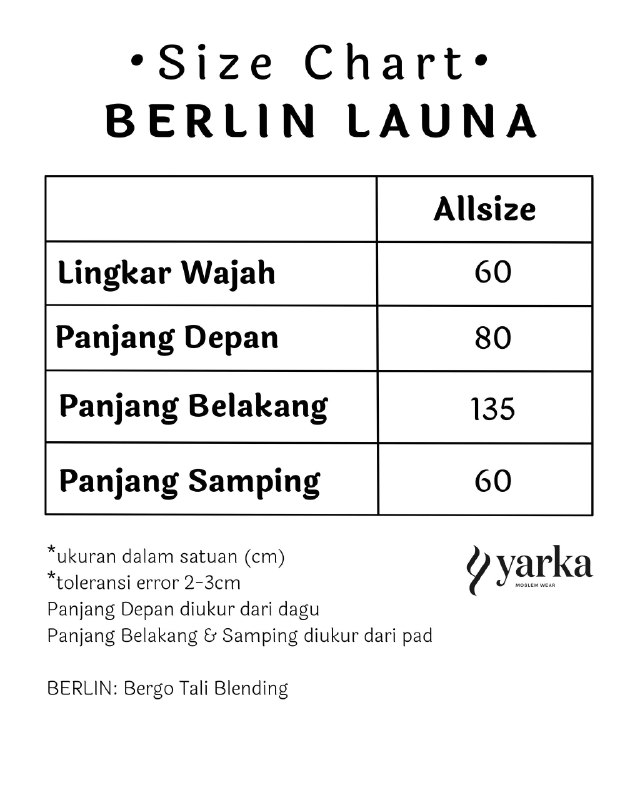 •Size Chart•
BERLIN LAUNA
Allsize
Lingkar Wajah 60
Panjang Depan 80
Panjang Belakang 135
Panjang Samping 60
*ukuran dalam satuan (cm)
*toleransi error 2-3cm
Panjang Depan diukur dari dagu
Panjang Belakang & Samping diukur dari pad
BERLIN: Bergo Tali Blending
yarka
MOSLEM WEAR